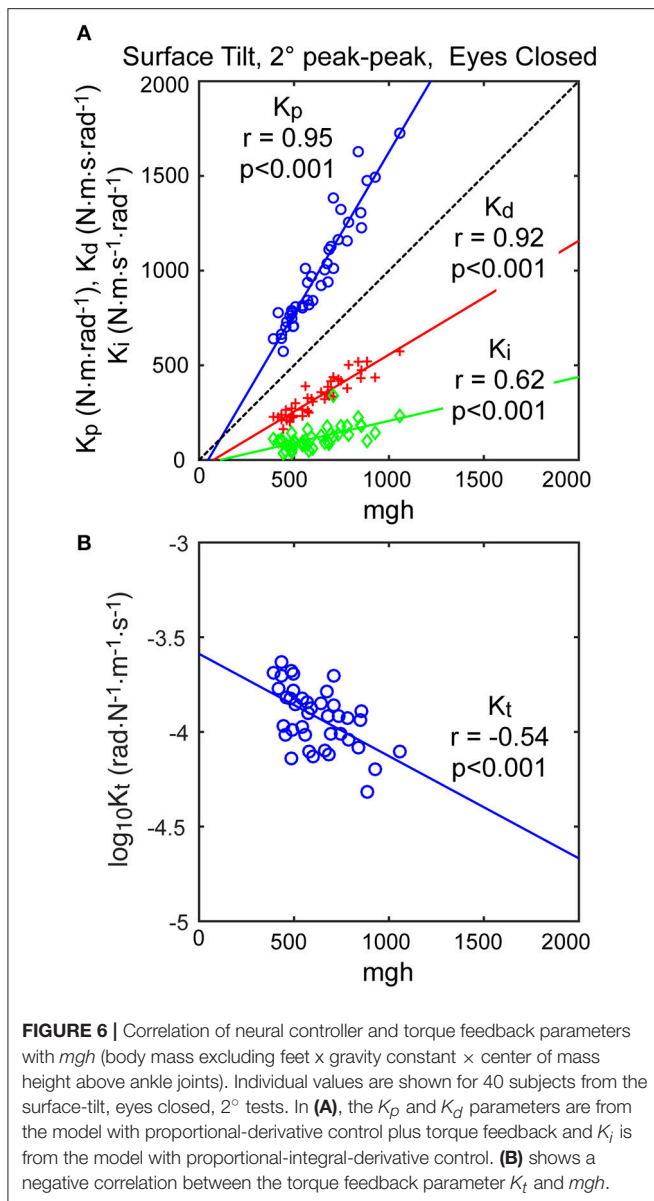 A
Surface Tilt, 2° peak-peak, Eyes Closed
Kp (N·m·rad-1), Kd (N·m·s·rad-1)
Ki (N·m·s-1·rad-1)
2000
1500
1000
500
0
Kp
r = 0.95
p<0.001
Kd
r = 0.92
p<0.001
Ki
r = 0.62
p<0.001
0 500 1000 1500 2000
mgh
B
log10Kt (rad·N-1·m-1·s-1)
-3
-3.5
-4
-4.5
-5
Kt
r = -0.54
p<0.001
0 500 1000 1500 2000
mgh
FIGURE 6 | Correlation of neural controller and torque feedback parameters
with mgh (body mass excluding feet x gravity constant × center of mass
height above ankle joints). Individual values are shown for 40 subjects from the
surface-tilt, eyes closed, 2° tests. In (A), the Kp and Kd parameters are from
the model with proportional-derivative control plus torque feedback and Ki is
from the model with proportional-integral-derivative control. (B) shows a
negative correlation between the torque feedback parameter Kt and mgh.